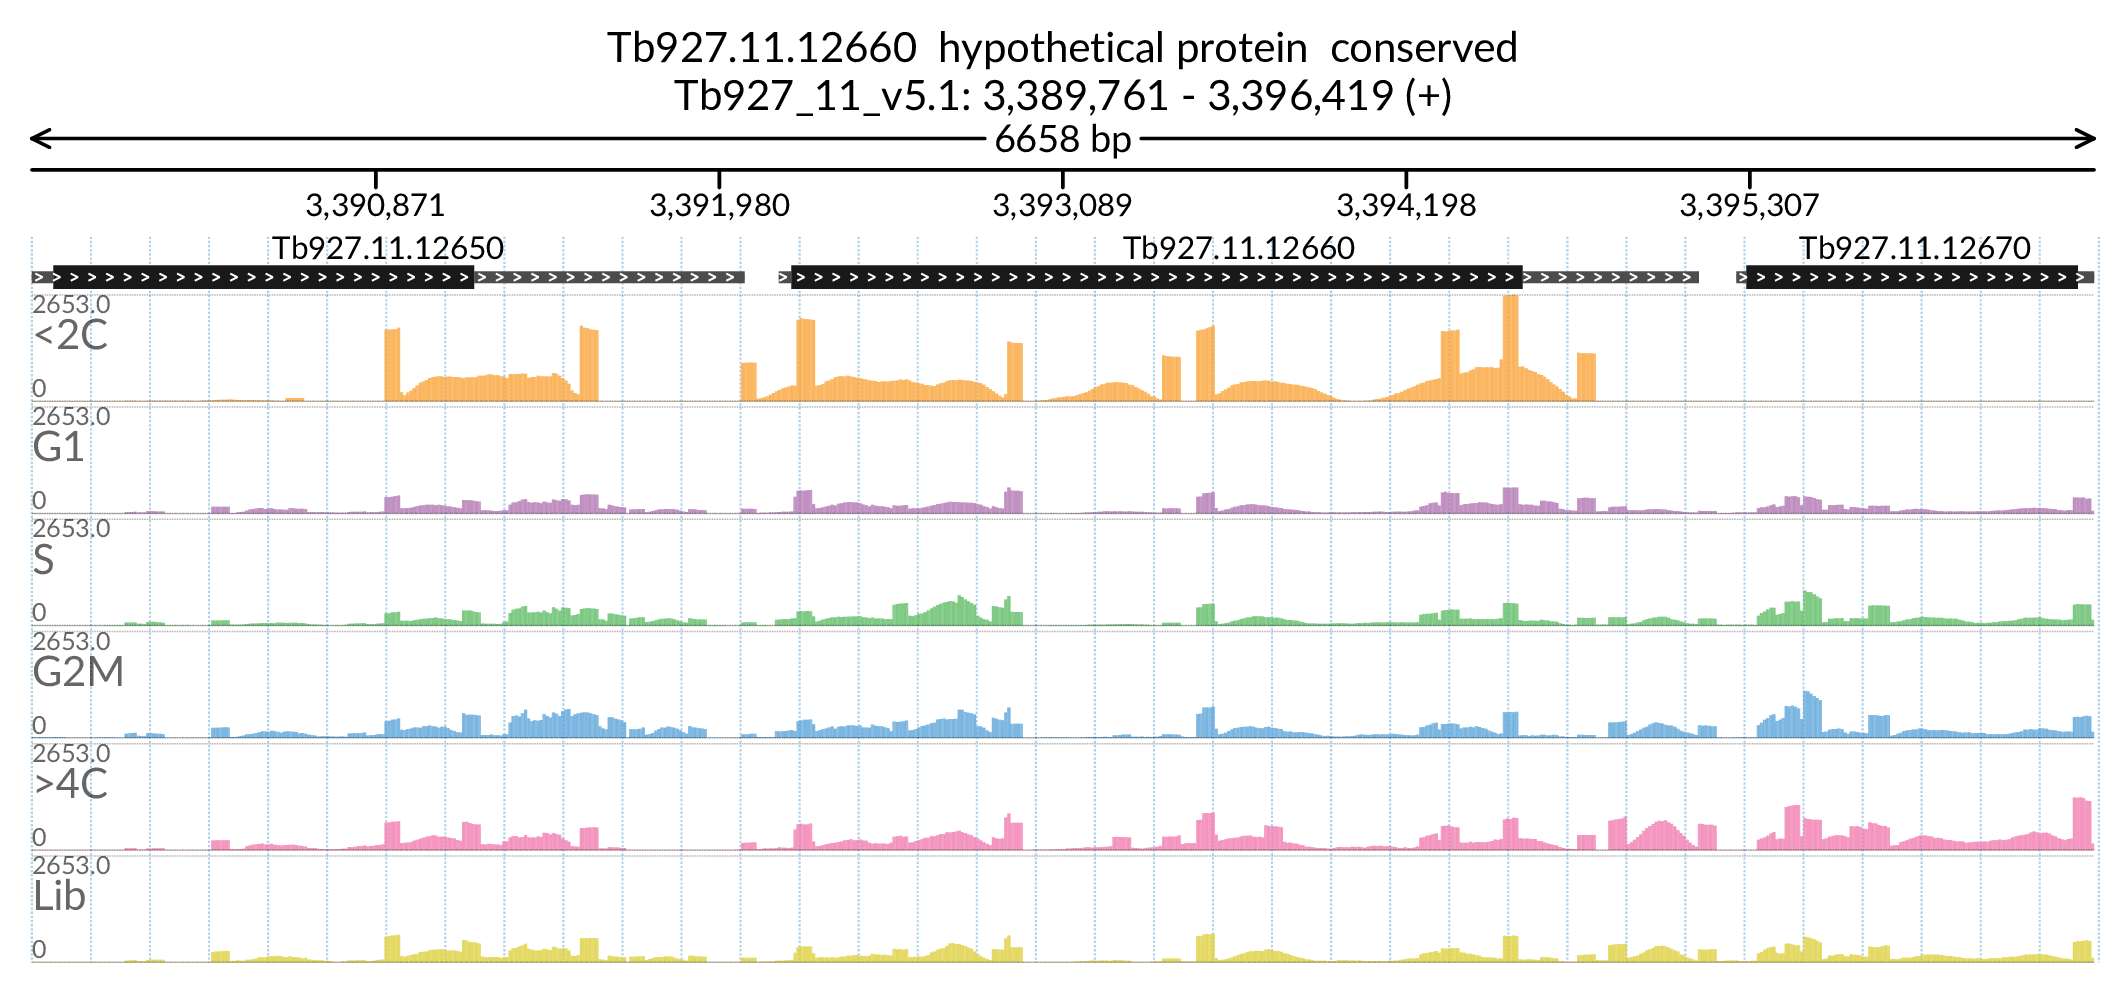 Tb927.11.12660  hypothetical protein  conserved
Tb927_11_v5.1: 3,389,761 - 3,396,419 (+)
6658 bp
3,390,871 3,391,980 3,393,089 3,394,198 3,395,307
Tb927.11.12650 Tb927.11.12660 Tb927.11.12670
2653.0
<2C
0
2653.0
G1
0
2653.0
S
0
2653.0
G2M
0
2653.0
>4C
0
2653.0
Lib
0